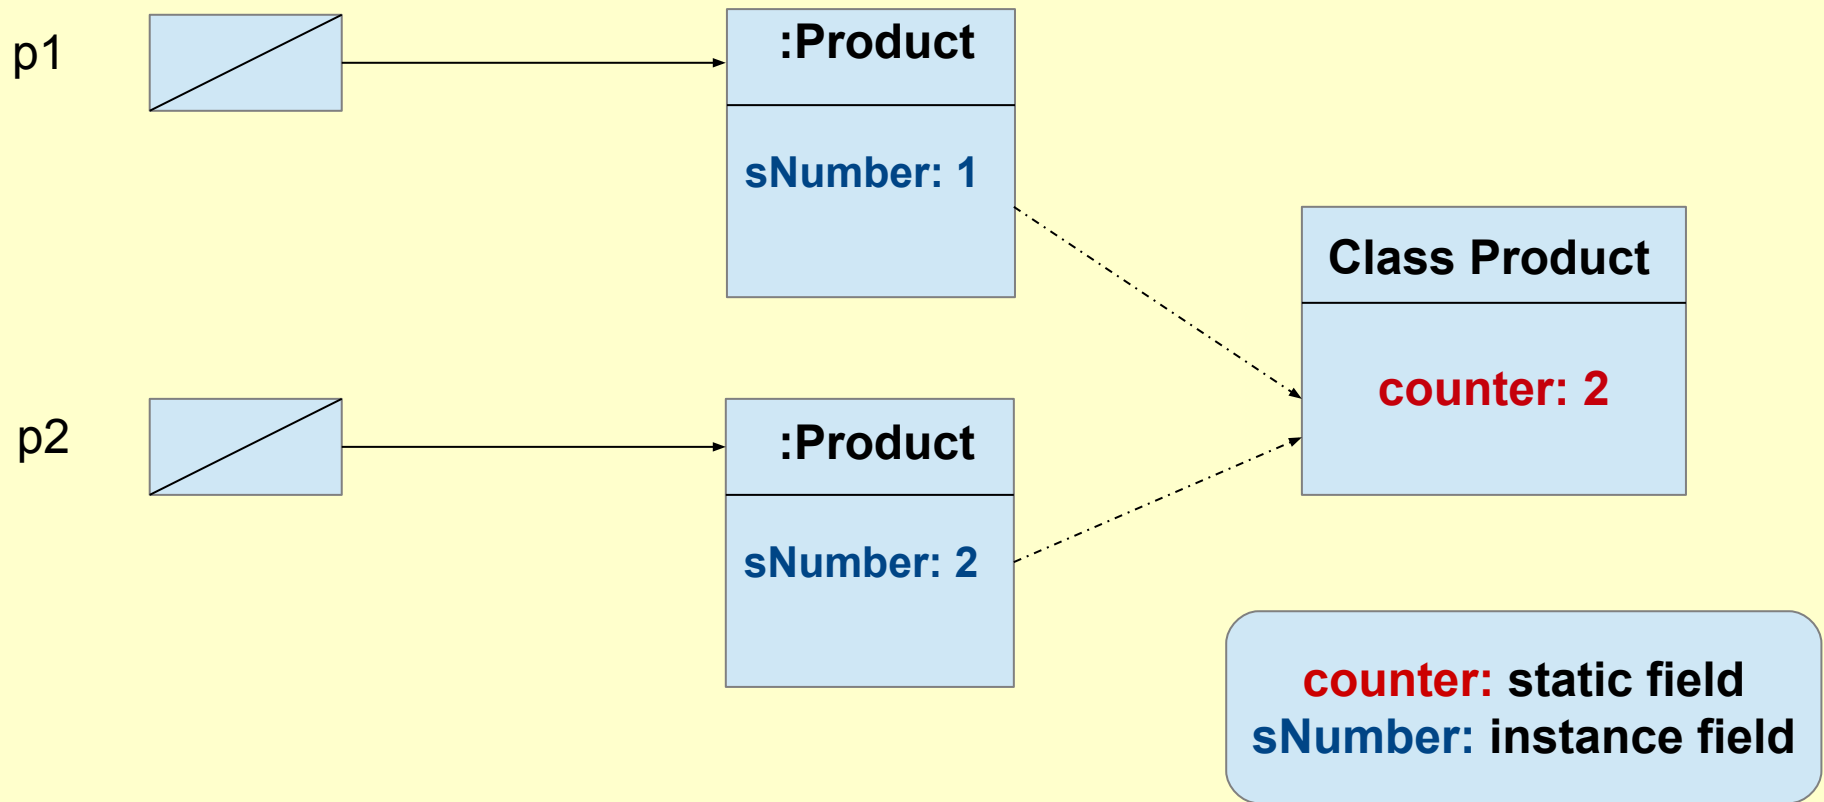 p1
:Product
sNumber: 1
Class Product
counter: 2
p2
:Product
sNumber: 2
counter: static field
sNumber: instance field